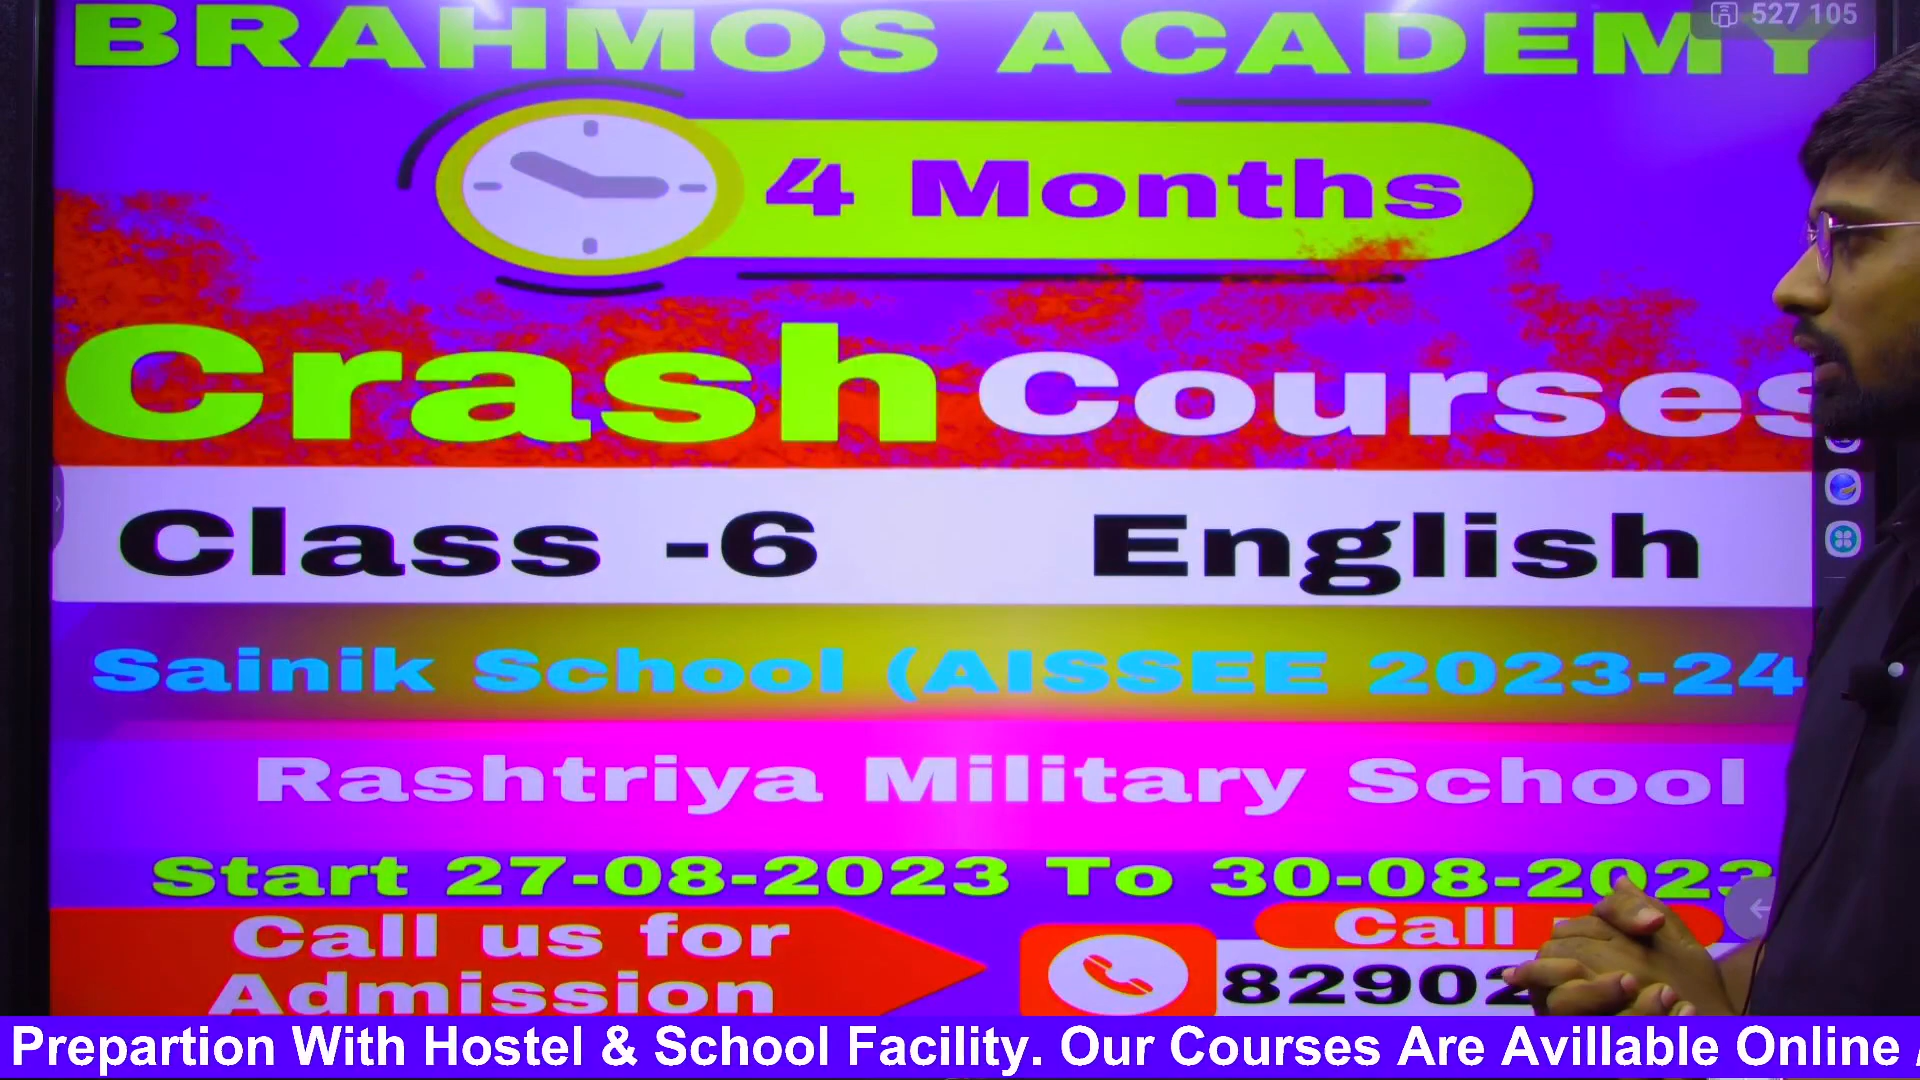 527 105
BRAHMOS ACADEMY
4 Months
Crash Courses
Class -6 English
Sainik School (AISSEE 2023-24
Rashtriya Military School
Start 27-08-2023 To 30-08-2023
Call us for
Admission
Call
82902
Prepartion With Hostel & School Facility. Our Courses Are Avillable Online